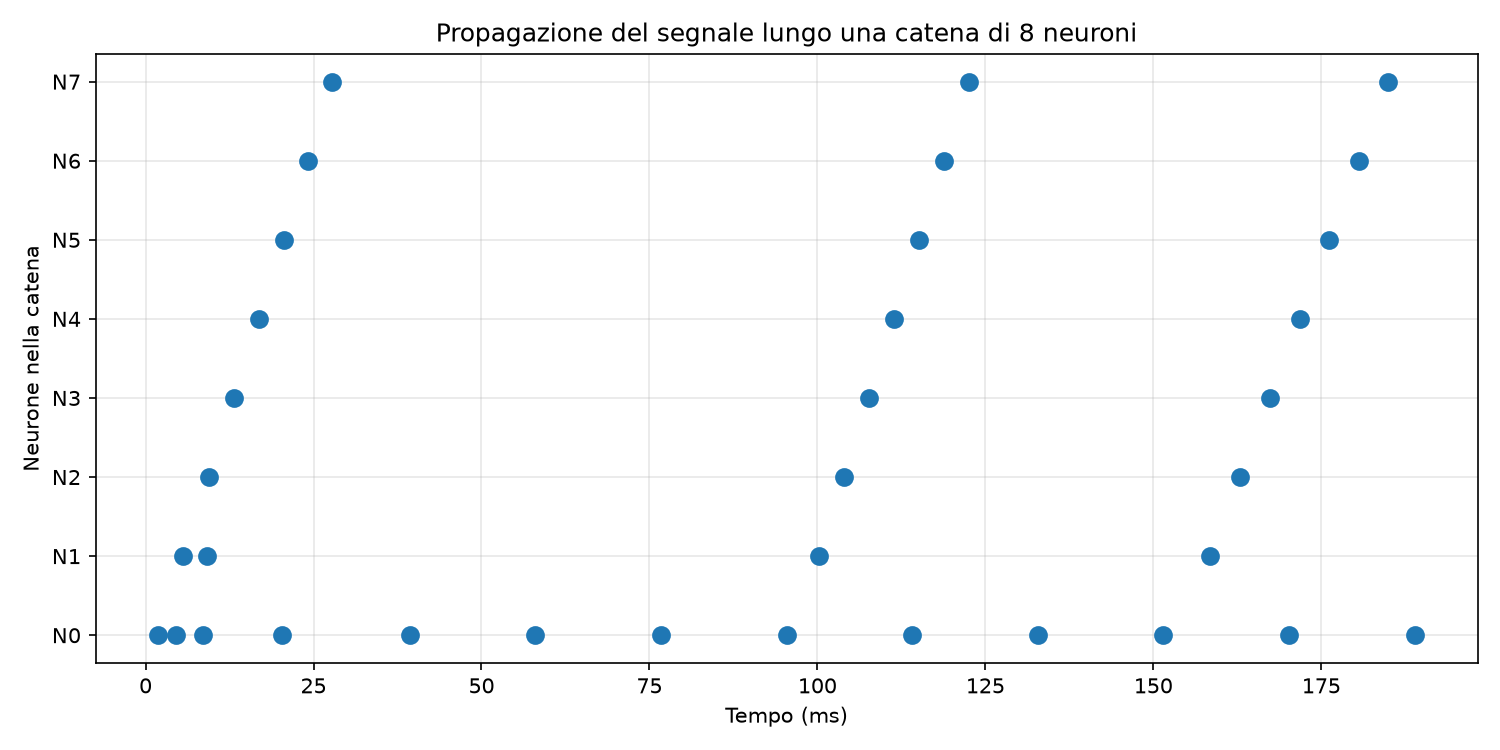 Propagazione del segnale lungo una catena di 8 neuroni
Neurone nella catena
N7
N6
N5
N4
N3
N2
N1
N0
0 25 50 75 100 125 150 175
Tempo (ms)